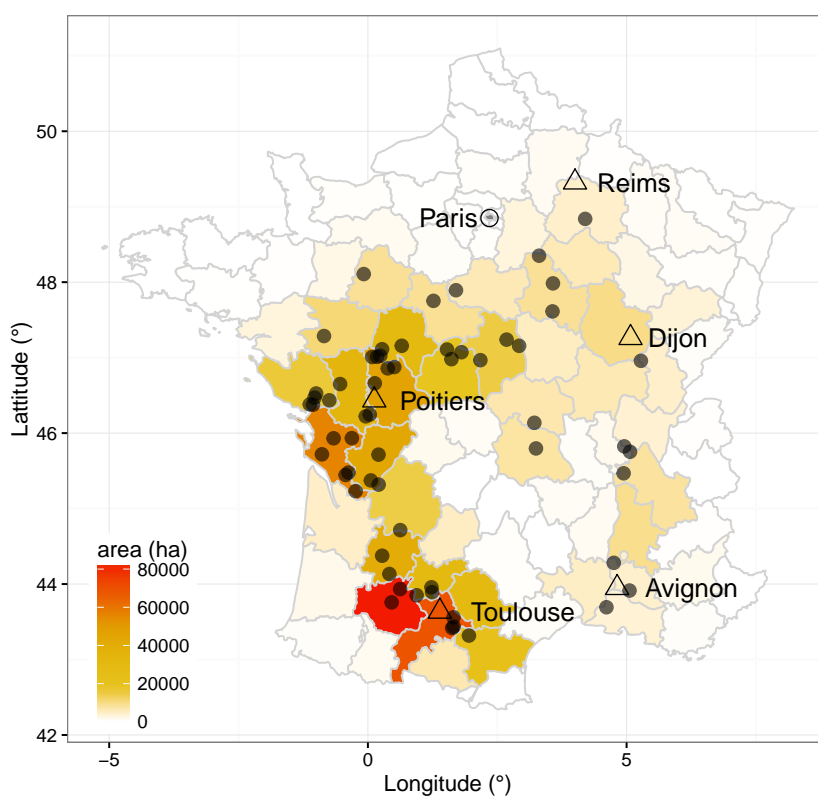 50
Reims
Paris
48
Dijon
Poitiers
46
area (ha)
80000
60000
40000
20000
0
44
Avignon
Toulouse
42
−5
0
5
Longitude (°)
Lattitude (°)